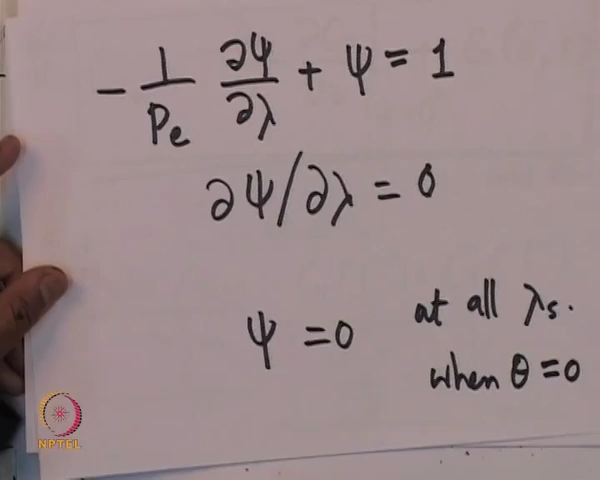 - 1/Pe ∂ψ/∂λ + ψ = 1
∂ψ/∂λ = 0
ψ = 0 at all λs.
when θ = 0
NPTEL